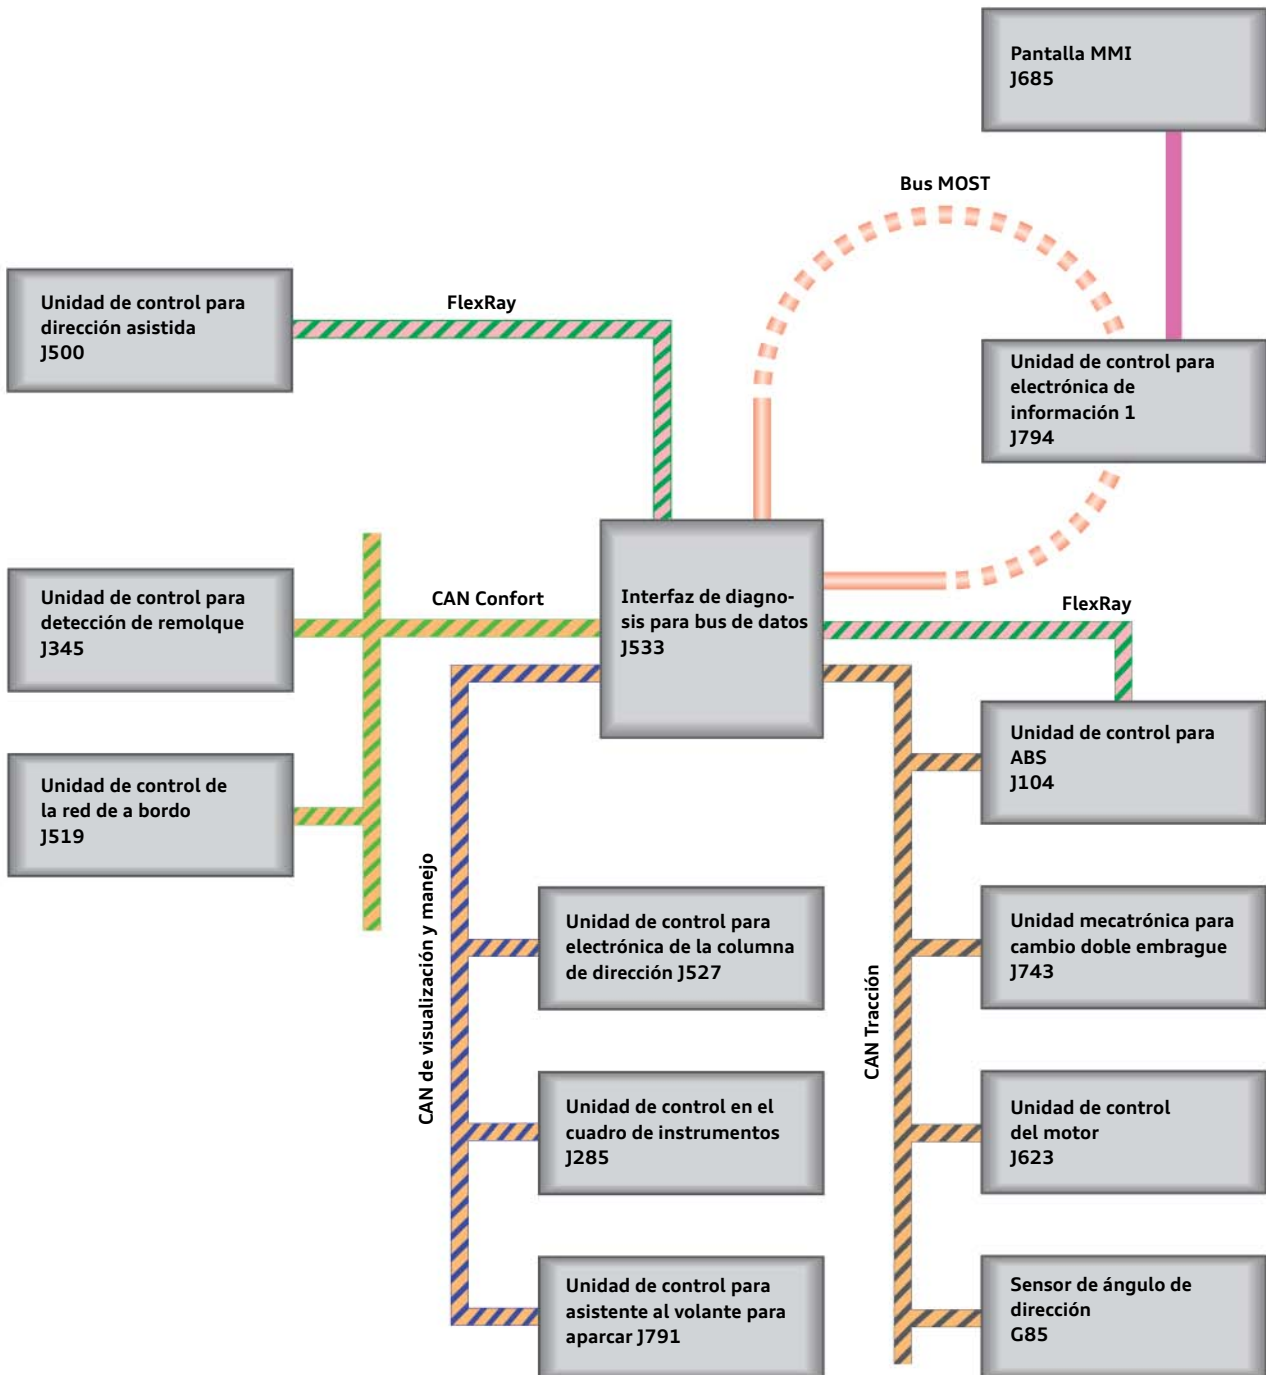 Pantalla MMI
J685
Bus MOST
Unidad de control para
dirección asistida
J500
FlexRay
Unidad de control para
electrónica de
información 1
J794
Unidad de control para
detección de remolque
J345
CAN Confort
Interfaz de diagno-
sis para bus de datos
J533
FlexRay
Unidad de control de
la red de a bordo
J519
Unidad de control para
ABS
J104
CAN de visualización y manejo
Unidad de control para
electrónica de la columna
de dirección J527
CAN Tracción
Unidad mecatrónica para
cambio doble embrague
J743
Unidad de control en el
cuadro de instrumentos
J285
Unidad de control
del motor
J623
Unidad de control para
asistente al volante para
aparcar J791
Sensor de ángulo de
dirección
G85